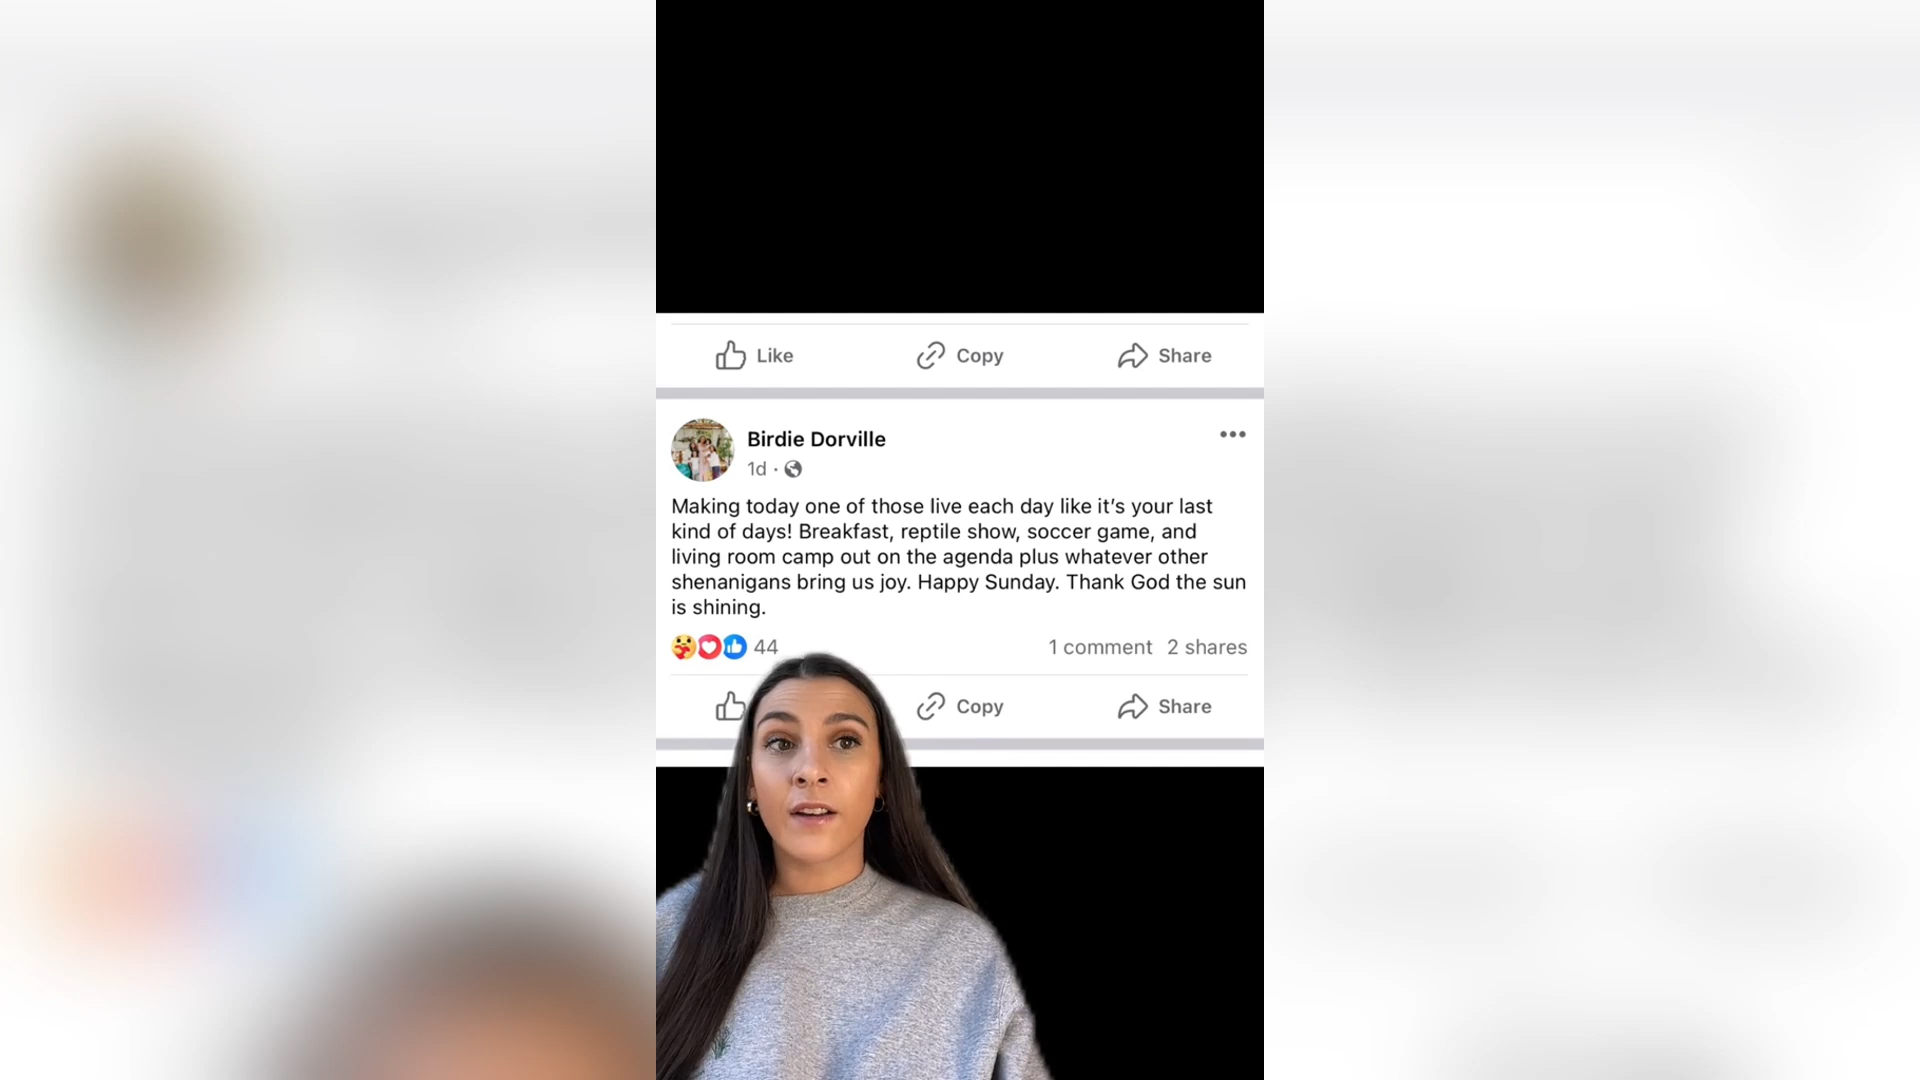 Like Copy Share
Birdie Dorville
1d ·
Making today one of those live each day like it’s your last
kind of days! Breakfast, reptile show, soccer game, and
living room camp out on the agenda plus whatever other
shenanigans bring us joy. Happy Sunday. Thank God the sun
is shining.
44 1 comment 2 shares
Copy Share